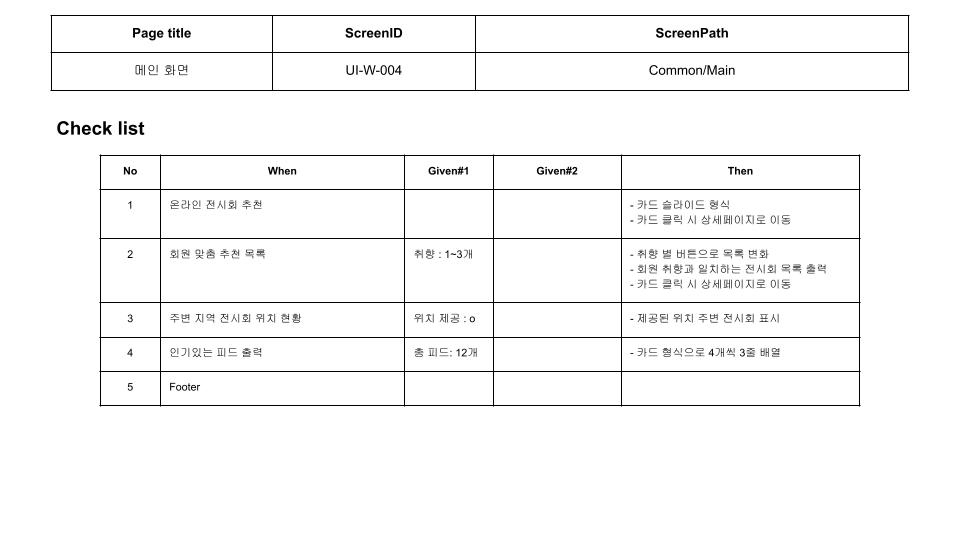 Page title ScreenID ScreenPath
메인 화면 UI-W-004 Common/Main
Check list
No When Given#1 Given#2 Then
1 온라인 전시회 추천 - 카드 슬라이드 형식
- 카드 클릭 시 상세페이지로 이동
2 회원 맞춤 추천 목록 취향 : 1~3개 - 취향 별 버튼으로 목록 변화
- 회원 취향과 일치하는 전시회 목록 출력
- 카드 클릭 시 상세페이지로 이동
3 주변 지역 전시회 위치 현황 위치 제공 : o - 제공된 위치 주변 전시회 표시
4 인기있는 피드 출력 총 피드: 12개 - 카드 형식으로 4개씩 3줄 배열
5 Footer